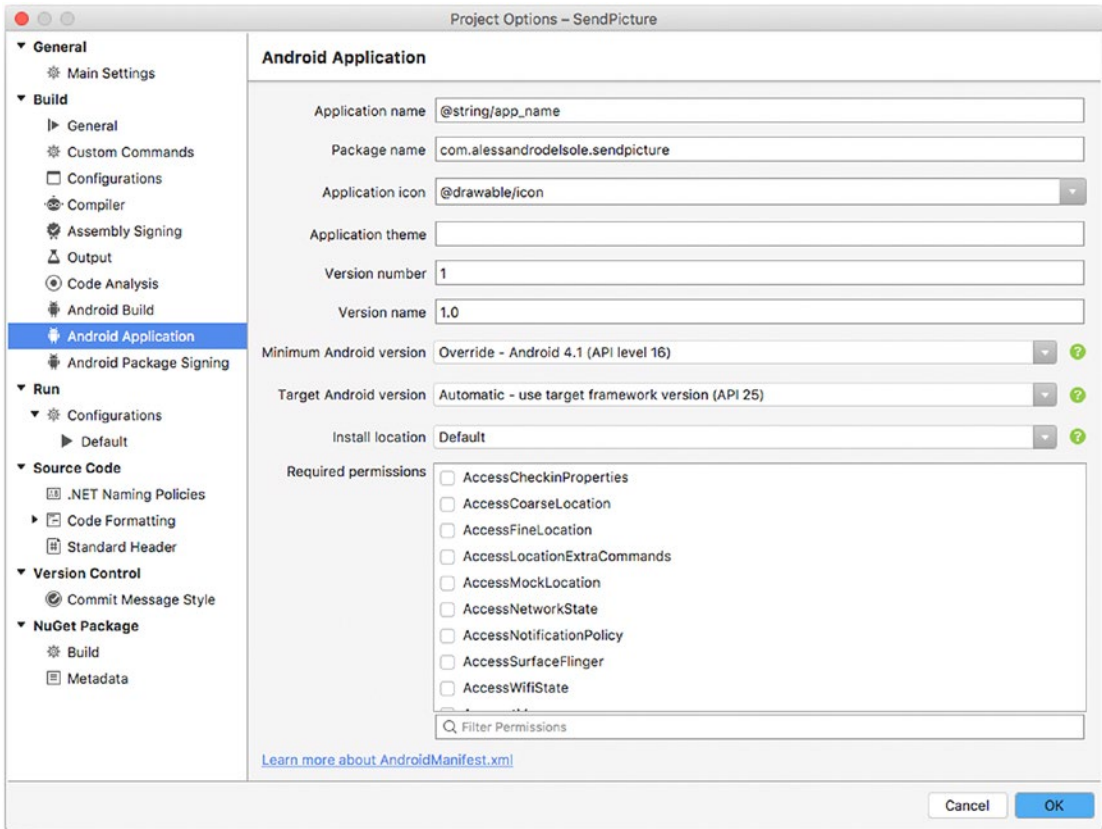 Project Options – SendPicture
General
Main Settings
Build
General
Custom Commands
Configurations
Compiler
Assembly Signing
Output
Code Analysis
Android Build
Android Application
Android Package Signing
Run
Configurations
Default
Source Code
.NET Naming Policies
Code Formatting
Standard Header
Version Control
Commit Message Style
NuGet Package
Build
Metadata
Android Application
Application name @string/app_name
Package name com.alessandrodelsole.sendpicture
Application icon @drawable/icon
Application theme
Version number 1
Version name 1.0
Minimum Android version Override - Android 4.1 (API level 16)
Target Android version Automatic - use target framework version (API 25)
Install location Default
Required permissions
AccessCheckinProperties
AccessCoarseLocation
AccessFineLocation
AccessLocationExtraCommands
AccessMockLocation
AccessNetworkState
AccessNotificationPolicy
AccessSurfaceFlinger
AccessWifiState
Filter Permissions
Learn more about AndroidManifest.xml
Cancel OK